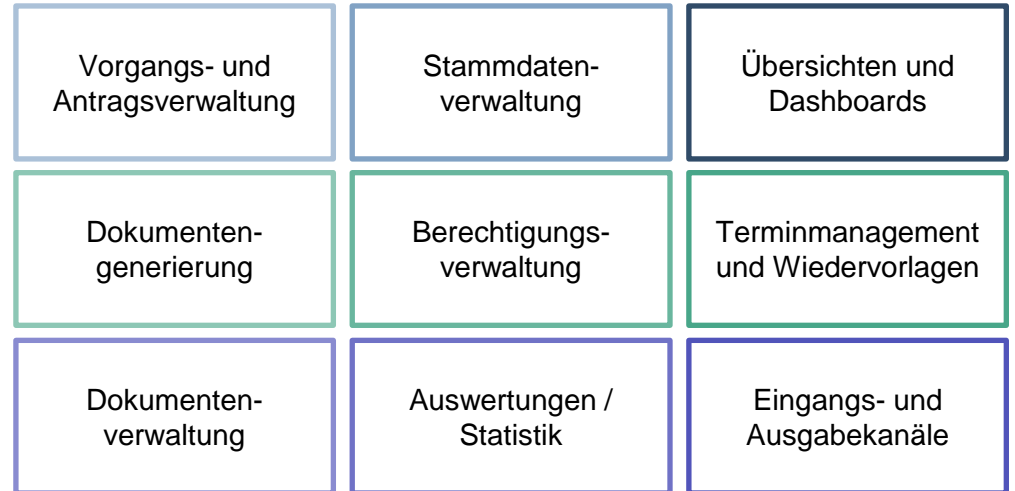 Vorgangs- und
Antragsverwaltung
Stammdaten-
verwaltung
Übersichten und
Dashboards
Dokumenten-
generierung
Berechtigungs-
verwaltung
Terminmanagement
und Wiedervorlagen
Dokumenten-
verwaltung
Auswertungen /
Statistik
Eingangs- und
Ausgabekanäle